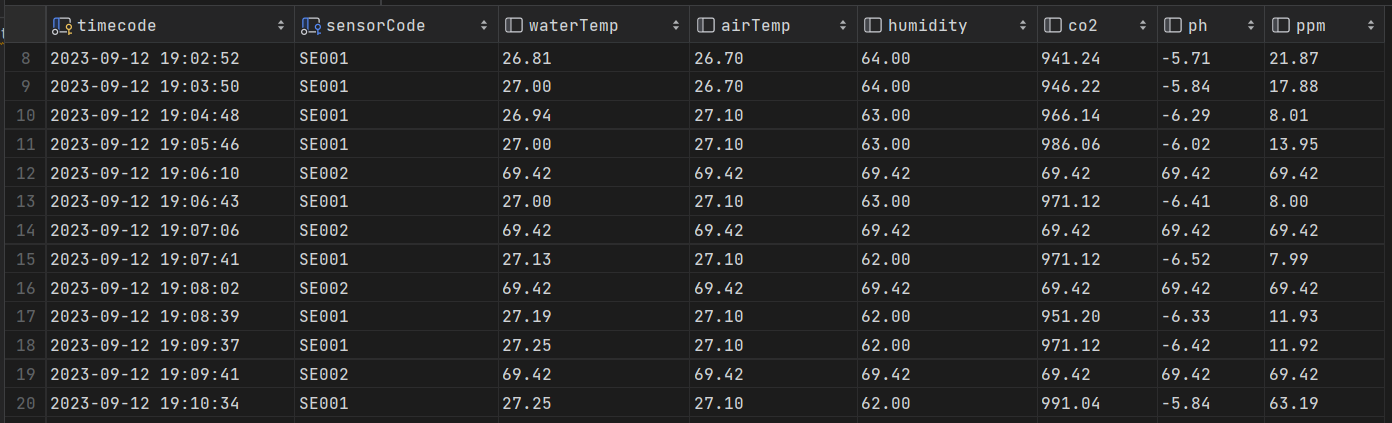 timecode sensorCode waterTemp airTemp humidity co2 ph ppm
8 2023-09-12 19:02:52 SE001 26.81 26.70 64.00 941.24 -5.71 21.87
9 2023-09-12 19:03:50 SE001 27.00 26.70 64.00 946.22 -5.84 17.88
10 2023-09-12 19:04:48 SE001 26.94 27.10 63.00 966.14 -6.29 8.01
11 2023-09-12 19:05:46 SE001 27.00 27.10 63.00 986.06 -6.02 13.95
12 2023-09-12 19:06:10 SE002 69.42 69.42 69.42 69.42 69.42 69.42
13 2023-09-12 19:06:43 SE001 27.00 27.10 63.00 971.12 -6.41 8.00
14 2023-09-12 19:07:06 SE002 69.42 69.42 69.42 69.42 69.42 69.42
15 2023-09-12 19:07:41 SE001 27.13 27.10 62.00 971.12 -6.52 7.99
16 2023-09-12 19:08:02 SE002 69.42 69.42 69.42 69.42 69.42 69.42
17 2023-09-12 19:08:39 SE001 27.19 27.10 62.00 951.20 -6.33 11.93
18 2023-09-12 19:09:37 SE001 27.25 27.10 62.00 971.12 -6.42 11.92
19 2023-09-12 19:09:41 SE002 69.42 69.42 69.42 69.42 69.42 69.42
20 2023-09-12 19:10:34 SE001 27.25 27.10 62.00 991.04 -5.84 63.19